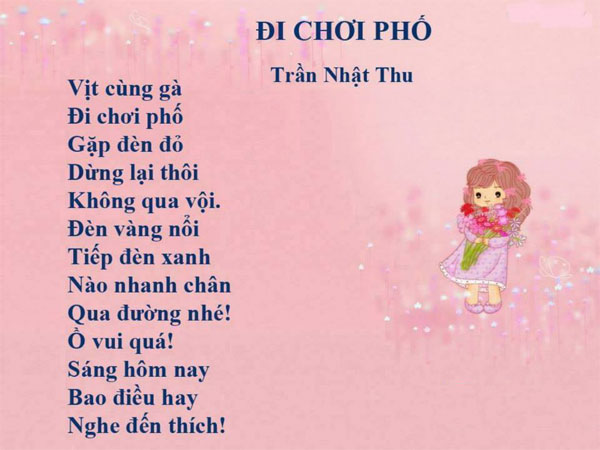 ĐI CHƠI PHỐ
Trần Nhật Thu
Vịt cùng gà
Đi chơi phố
Gặp đèn đỏ
Dừng lại thôi
Không qua vội.
Đèn vàng nổi
Tiếp đèn xanh
Nào nhanh chân
Qua đường nhé!
Ồ vui quá!
Sáng hôm nay
Bao điều hay
Nghe đến thích!